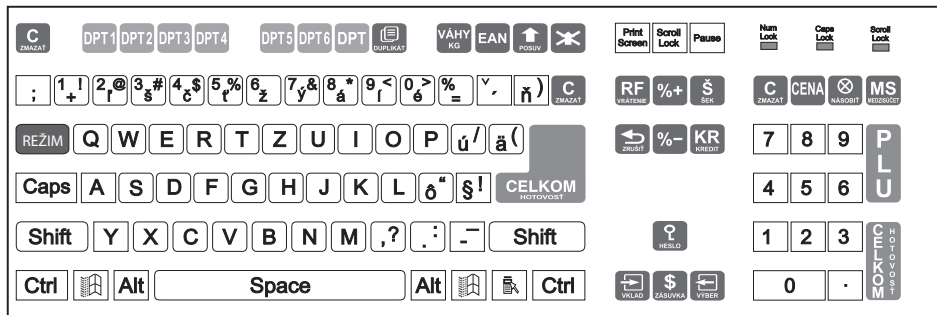 C ZMAZAŤ DPT1 DPT2 DPT3 DPT4 DPT5 DPT6 DPT DUPLIKÁT VÁHY KG EAN POSUV Print Screen Scroll Lock Pause Num Lock Caps Lock Scroll Lock
; 1 ! + 2 @ ľ 3 # š 4 $ č 5 % ť 6 ž 7 & ý 8 * á 9 < í 0 > é % = ˇ ´ ň ) C ZMAZAŤ RF VRÁTENIE %+ Š ŠEK C ZMAZAŤ CENA NÁSOBIŤ MS MEDZISÚČET
REŽIM Q W E R T Z U I O P ú / ä ( ZRUŠIŤ %- KR KREDIT 7 8 9 PLU
Caps A S D F G H J K L ô " § ! CELKOM HOTOVOSŤ 4 5 6
Shift Y X C V B N M , ? . : - _ Shift HESLO 1 2 3 CELKOM HOTOVOSŤ
Ctrl Alt Space Alt Ctrl VKLAD $ ZÁSUVKA VÝBER 0 .